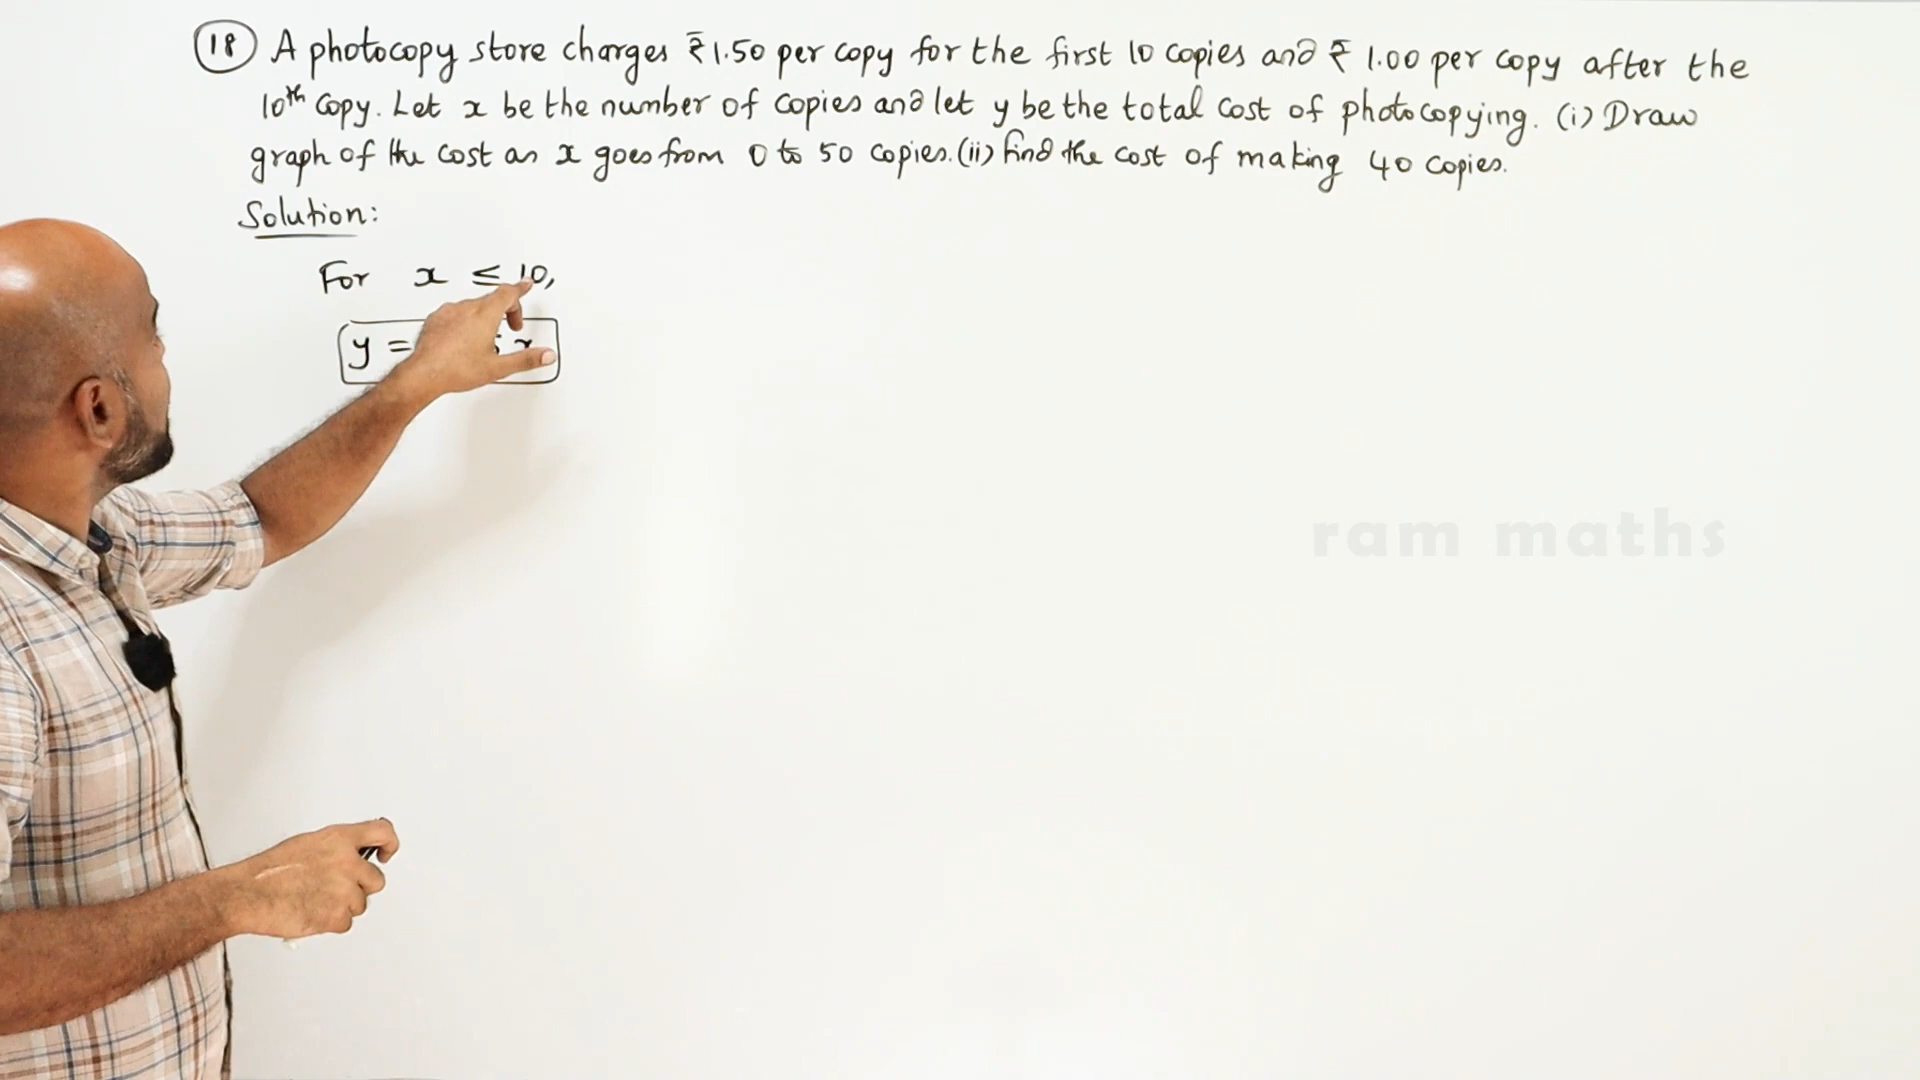 18 A photocopy store charges ₹1.50 per copy for the first 10 copies and ₹ 1.00 per copy after the
10th copy. Let x be the number of copies and let y be the total cost of photocopying. (i) Draw
graph of the cost as x goes from 0 to 50 copies. (ii) find the cost of making 40 copies.
Solution:
For x ≤ 10,
y = 5 x
ram maths